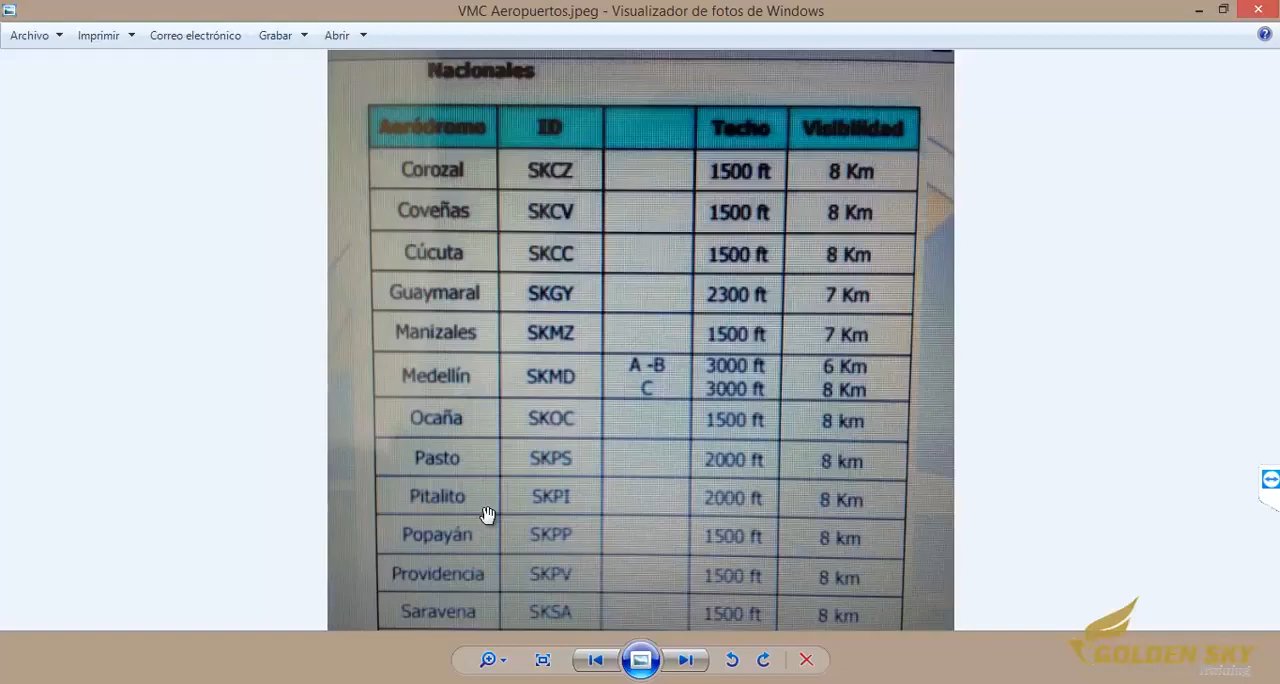 VMC Aeropuertos.jpeg - Visualizador de fotos de Windows
Archivo Imprimir Correo electrónico Grabar Abrir
Nacionales
Aeródromo ID Techo Visibilidad
Corozal SKCZ 1500 ft 8 Km
Coveñas SKCV 1500 ft 8 Km
Cúcuta SKCC 1500 ft 8 Km
Guaymaral SKGY 2300 ft 7 Km
Manizales SKMZ 1500 ft 7 Km
Medellín SKMD A -B 3000 ft 6 Km
C 3000 ft 8 Km
Ocaña SKOC 1500 ft 8 km
Pasto SKPS 2000 ft 8 km
Pitalito SKPI 2000 ft 8 Km
Popayán SKPP 1500 ft 8 km
Providencia SKPV 1500 ft 8 km
Saravena SKSA 1500 ft 8 km
GOLDEN SKY
Training